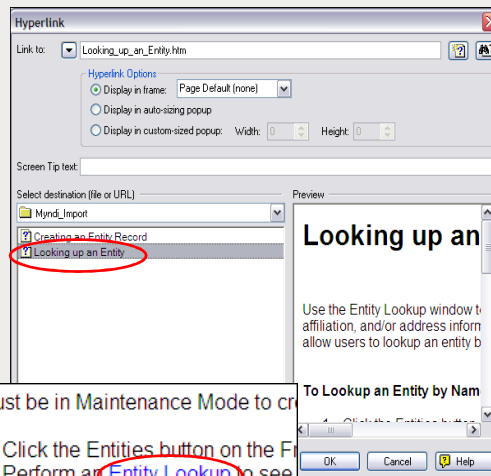 Hyperlink
Link to: Looking_up_an_Entity.htm
Hyperlink Options
Display in frame: Page Default (none)
Display in auto-sizing popup
Display in custom-sized popup: Width: 0 Height: 0
Screen Tip text:
Select destination (file or URL)
Preview
Myndi_Import
Creating an Entity Record
Looking up an Entity
Looking up an
Use the Entity Lookup window
affiliation, and/or address inform
allow users to lookup an entity b
To Lookup an Entity by Nam
OK Cancel Help
ust be in Maintenance Mode to cr
Click the Entities button on the Fr
Perform an Entity Lookup to see